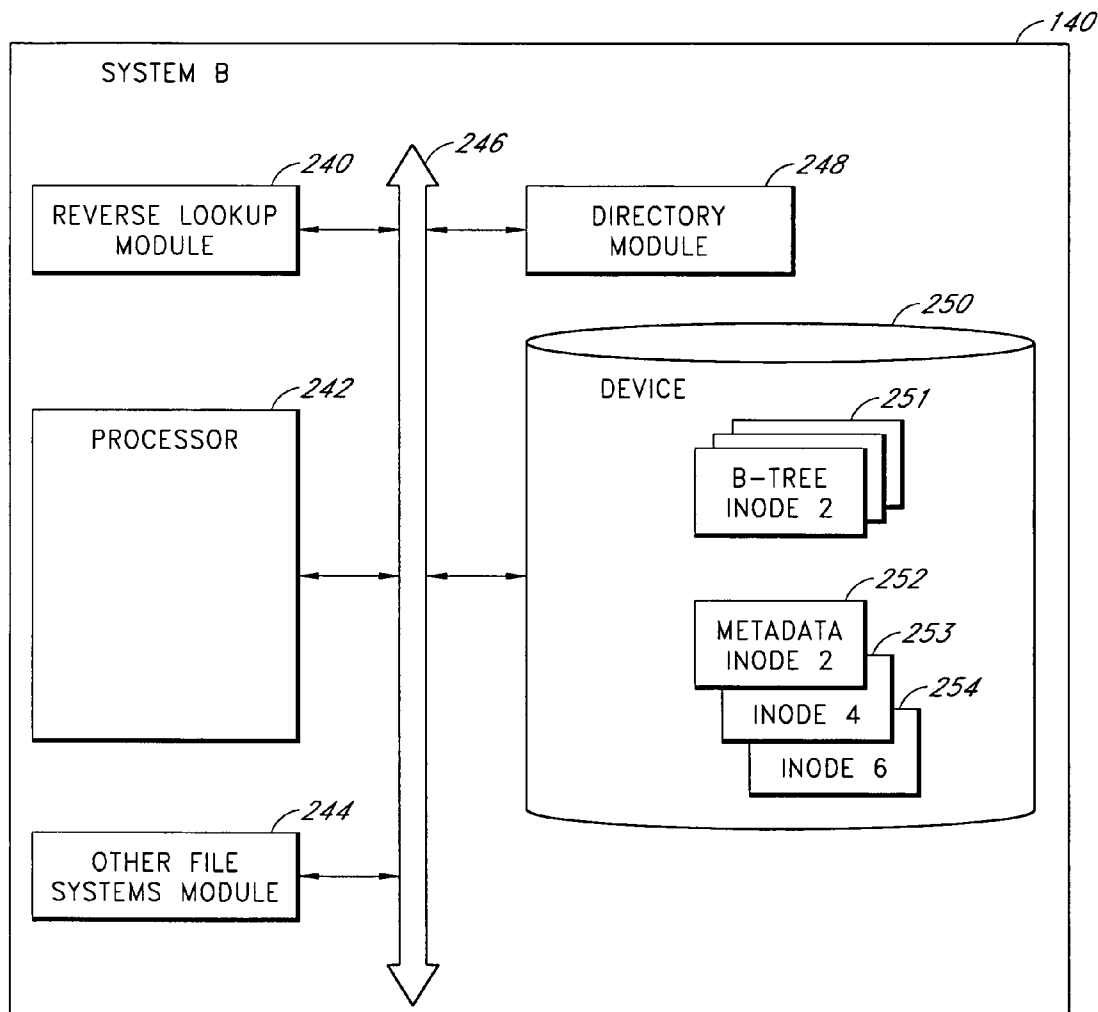 140
SYSTEM B
240
REVERSE LOOKUP
MODULE
246
248
DIRECTORY
MODULE
250
DEVICE
251
B-TREE
INODE 2
242
PROCESSOR
252
METADATA
INODE 2
253
INODE 4
254
INODE 6
244
OTHER FILE
SYSTEMS MODULE